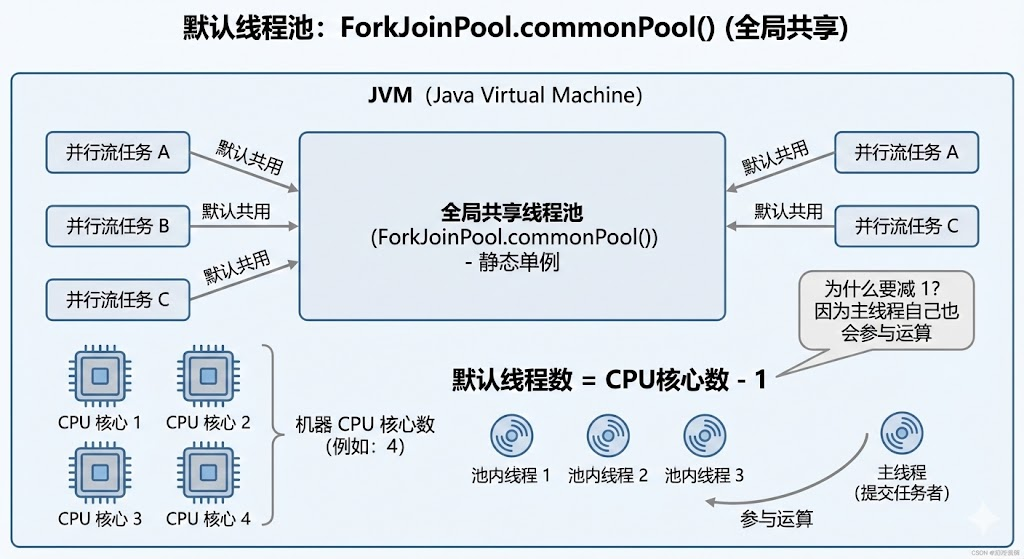 默认线程池：ForkJoinPool.commonPool() (全局共享)
JVM（Java Virtual Machine）
并行流任务 A
默认共用
并行流任务 B
默认共用
并行流任务 C
默认共用
全局共享线程池
(ForkJoinPool.commonPool())
- 静态单例
默认共用
并行流任务 A
默认共用
并行流任务 C
为什么要减 1？
因为主线程自己也
会参与运算
CPU 核心 1
CPU 核心 2
CPU 核心 3
CPU 核心 4
机器 CPU 核心数
(例如：4)
默认线程数 = CPU核心数 - 1
池内线程 1
池内线程 2
池内线程 3
主线程
(提交任务者)
参与运算